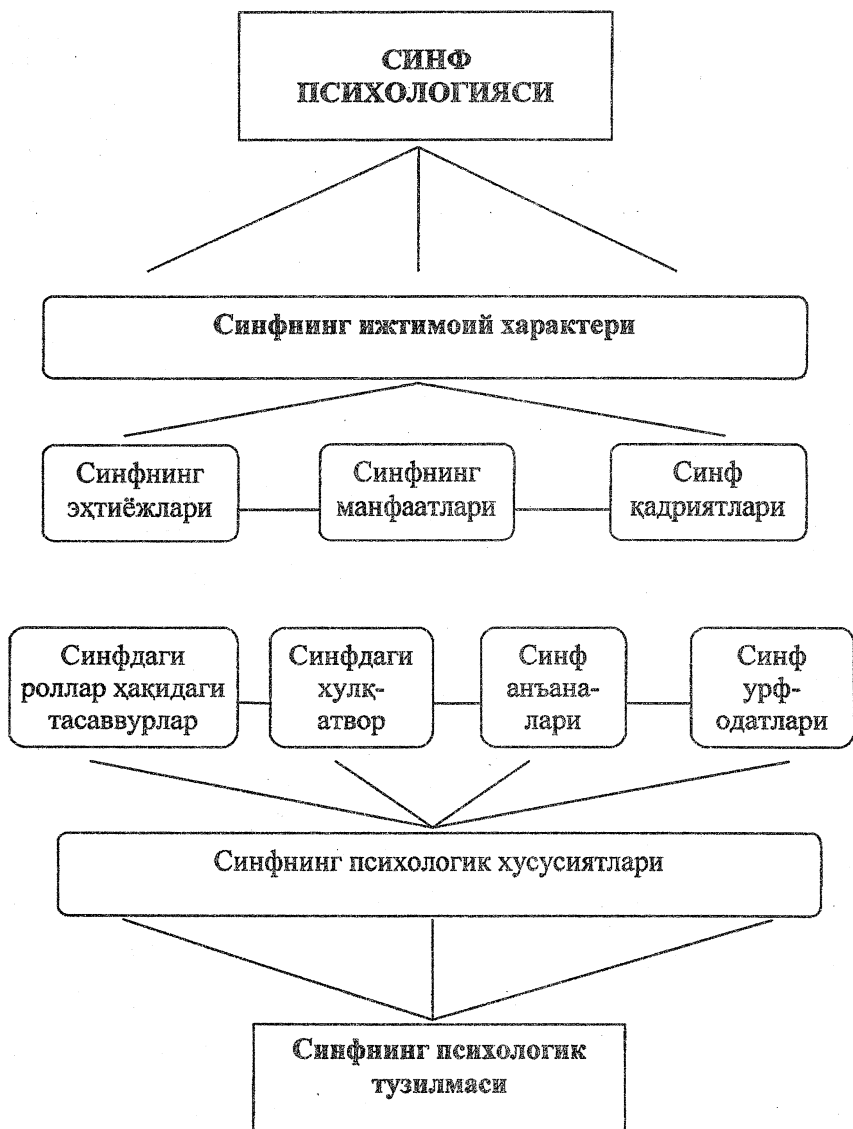 СИНФ
ПСИХОЛОГИЯСИ
Синфнинг ижтимоий характери
Синфнинг
эҳтиёжлари
Синфнинг
манфаатлари
Синф
қадриятлари
Синфдаги
роллар ҳақидаги
тасаввурлар
Синфдаги
хулқ-
атвор
Синф
анъана-
лари
Синф
урф-
одатлари
Синфнинг психологик хусусиятлари
Синфнинг психологик
тузилмаси